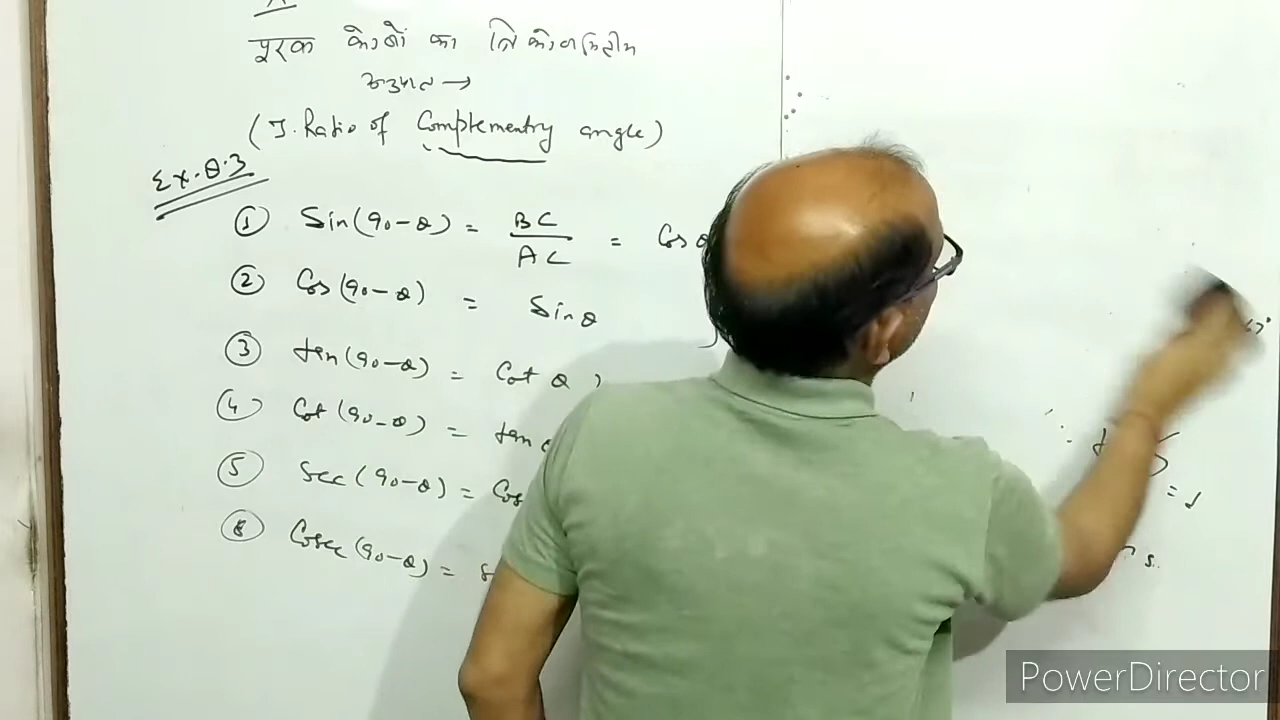 पूरक कोणों का त्रिकोणमितीय
अनुपात →
(T. Ratio of Complementry angle)
Ex. 8.3
① Sin(90-θ) = BC/AC = Cos θ
② Cos(90-θ) = Sinθ
③ tan(90-θ) = Cot θ
④ Cot(90-θ) = tan
⑤ Sec(90-θ) = Cos
⑥ Cosec(90-θ) = s
PowerDirector